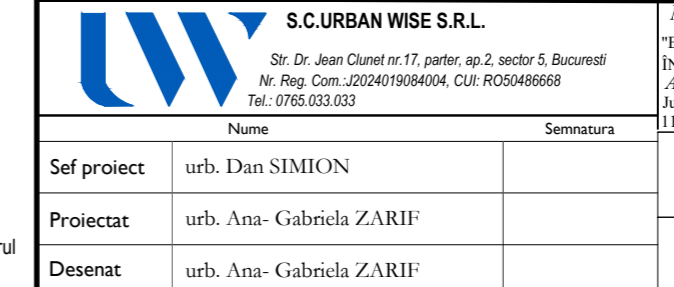 S.C.URBAN WISE S.R.L.
Str. Dr. Jean Clunet nr.17, parter, ap.2, sector 5, Bucuresti
Nr. Reg. Com.:J2024019084004, CUI: RO50486668
Tel.: 0765.033.033
Nume Semnatura
Sef proiect urb. Dan SIMION
Proiectat urb. Ana- Gabriela ZARIF
Desenat urb. Ana- Gabriela ZARIF